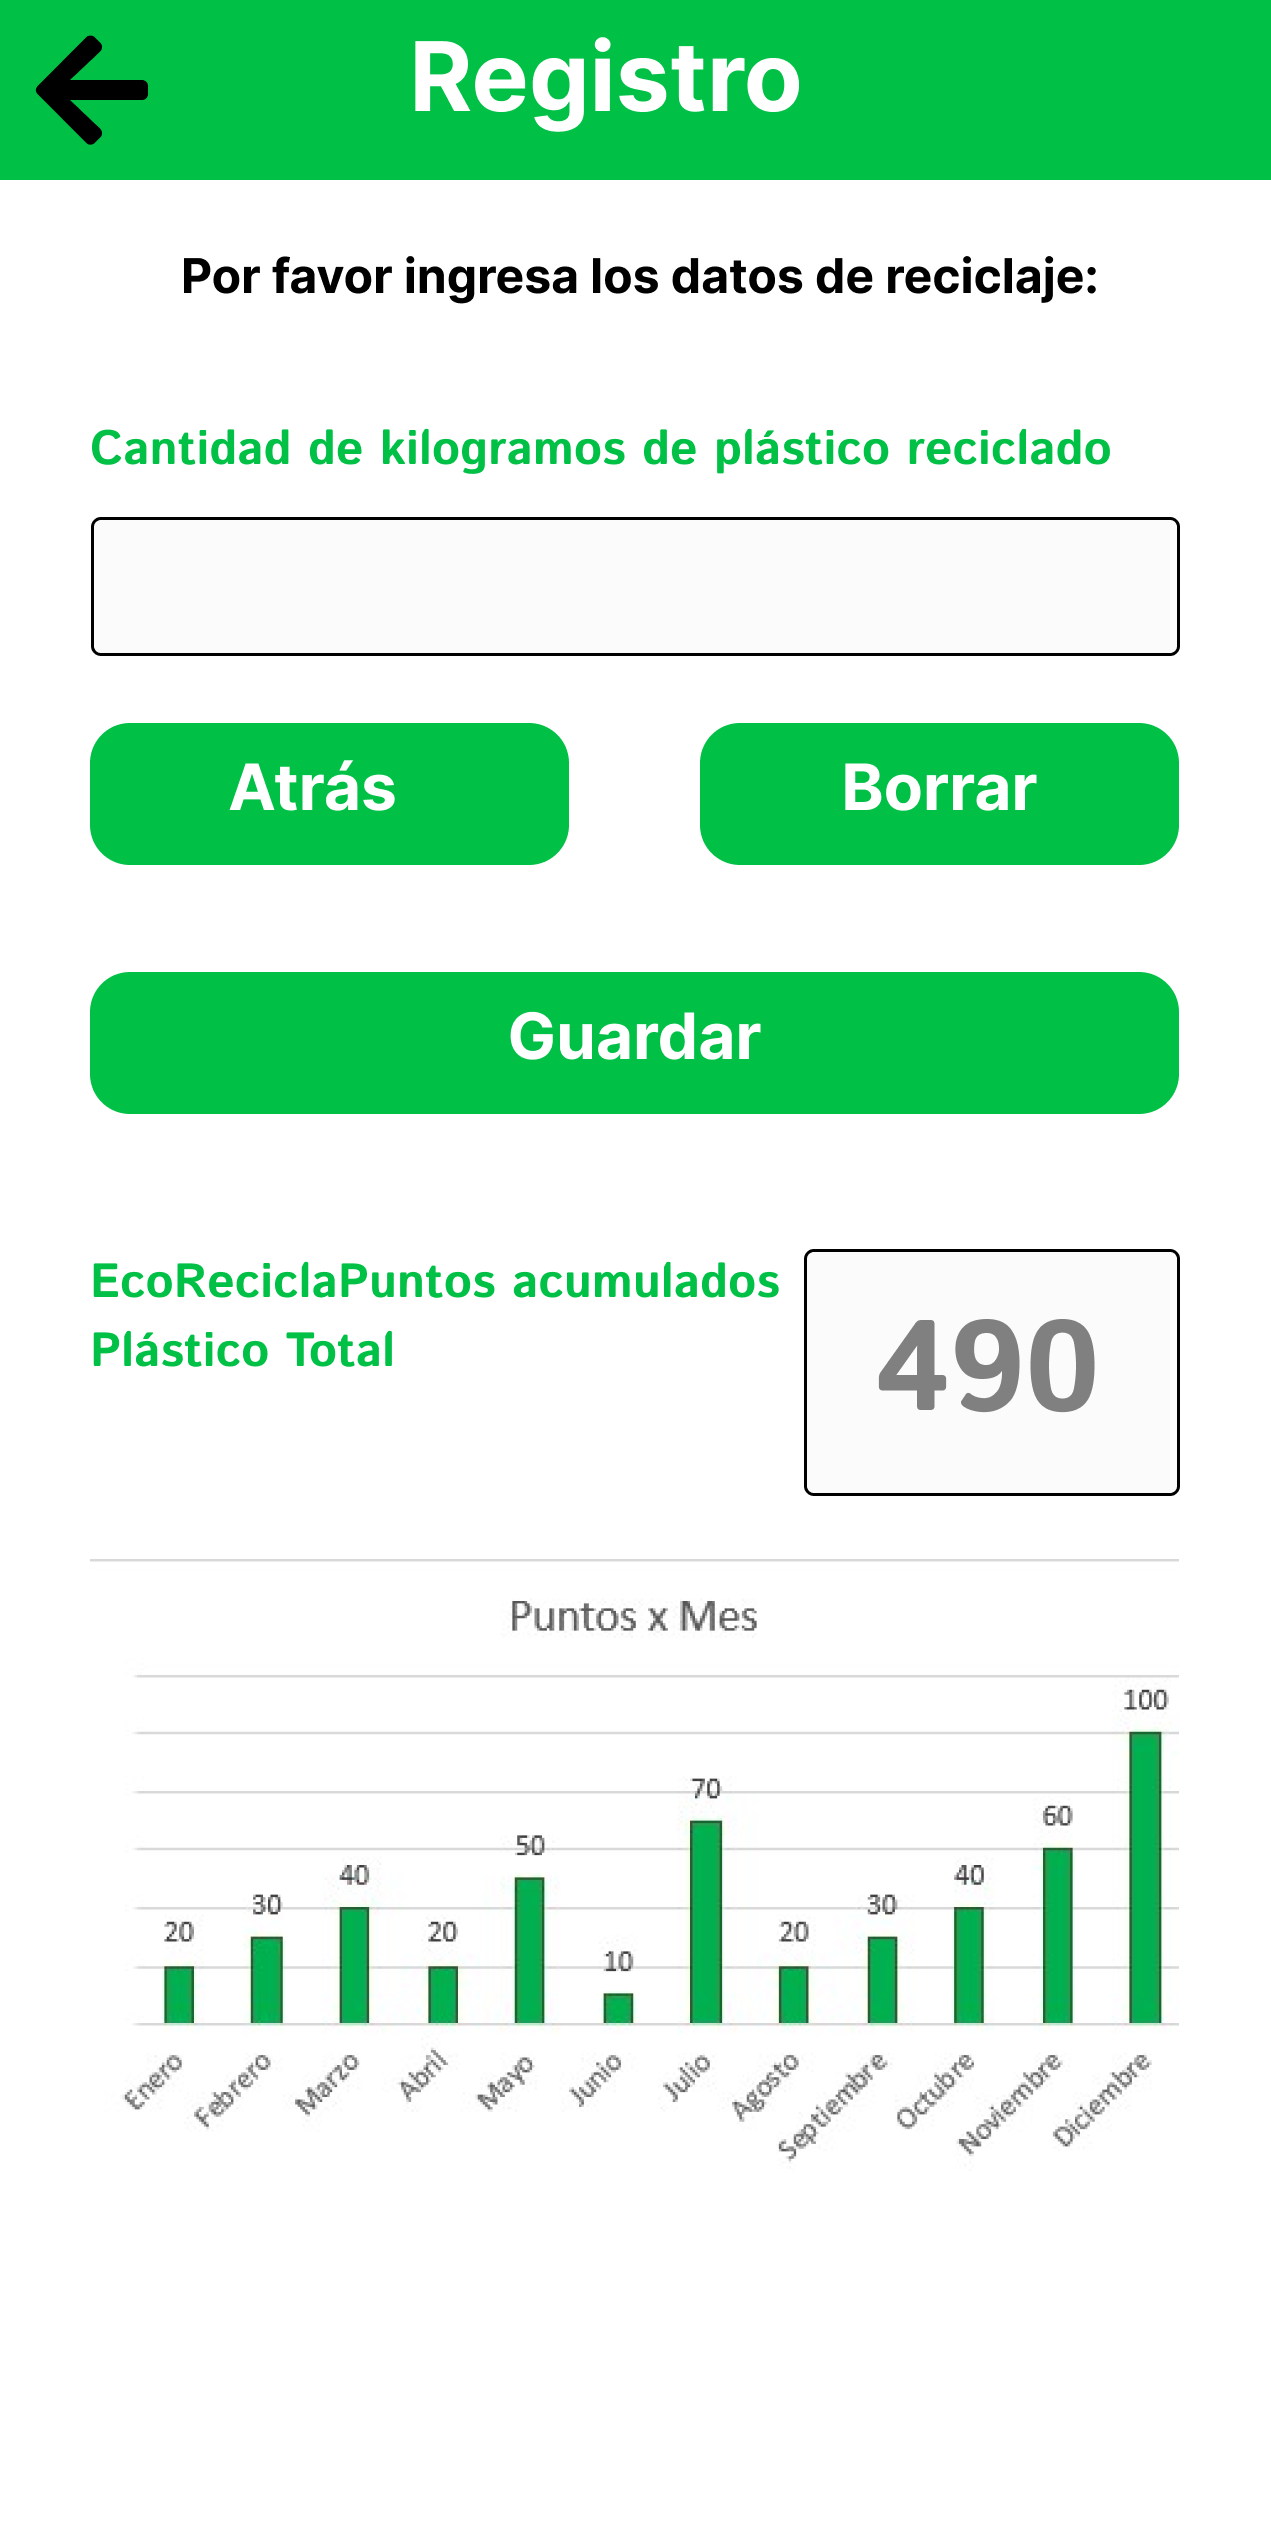 Registro
Por favor ingresa los datos de reciclaje:
Cantidad de kilogramos de plástico reciclado
Atrás
Borrar
Guardar
EcoReciclaPuntos acumulados
Plástico Total
490
Puntos x Mes
20
30
40
20
50
10
70
20
30
40
60
100
Enero
Febrero
Marzo
Abril
Mayo
Junio
Julio
Agosto
Septiembre
Octubre
Noviembre
Diciembre